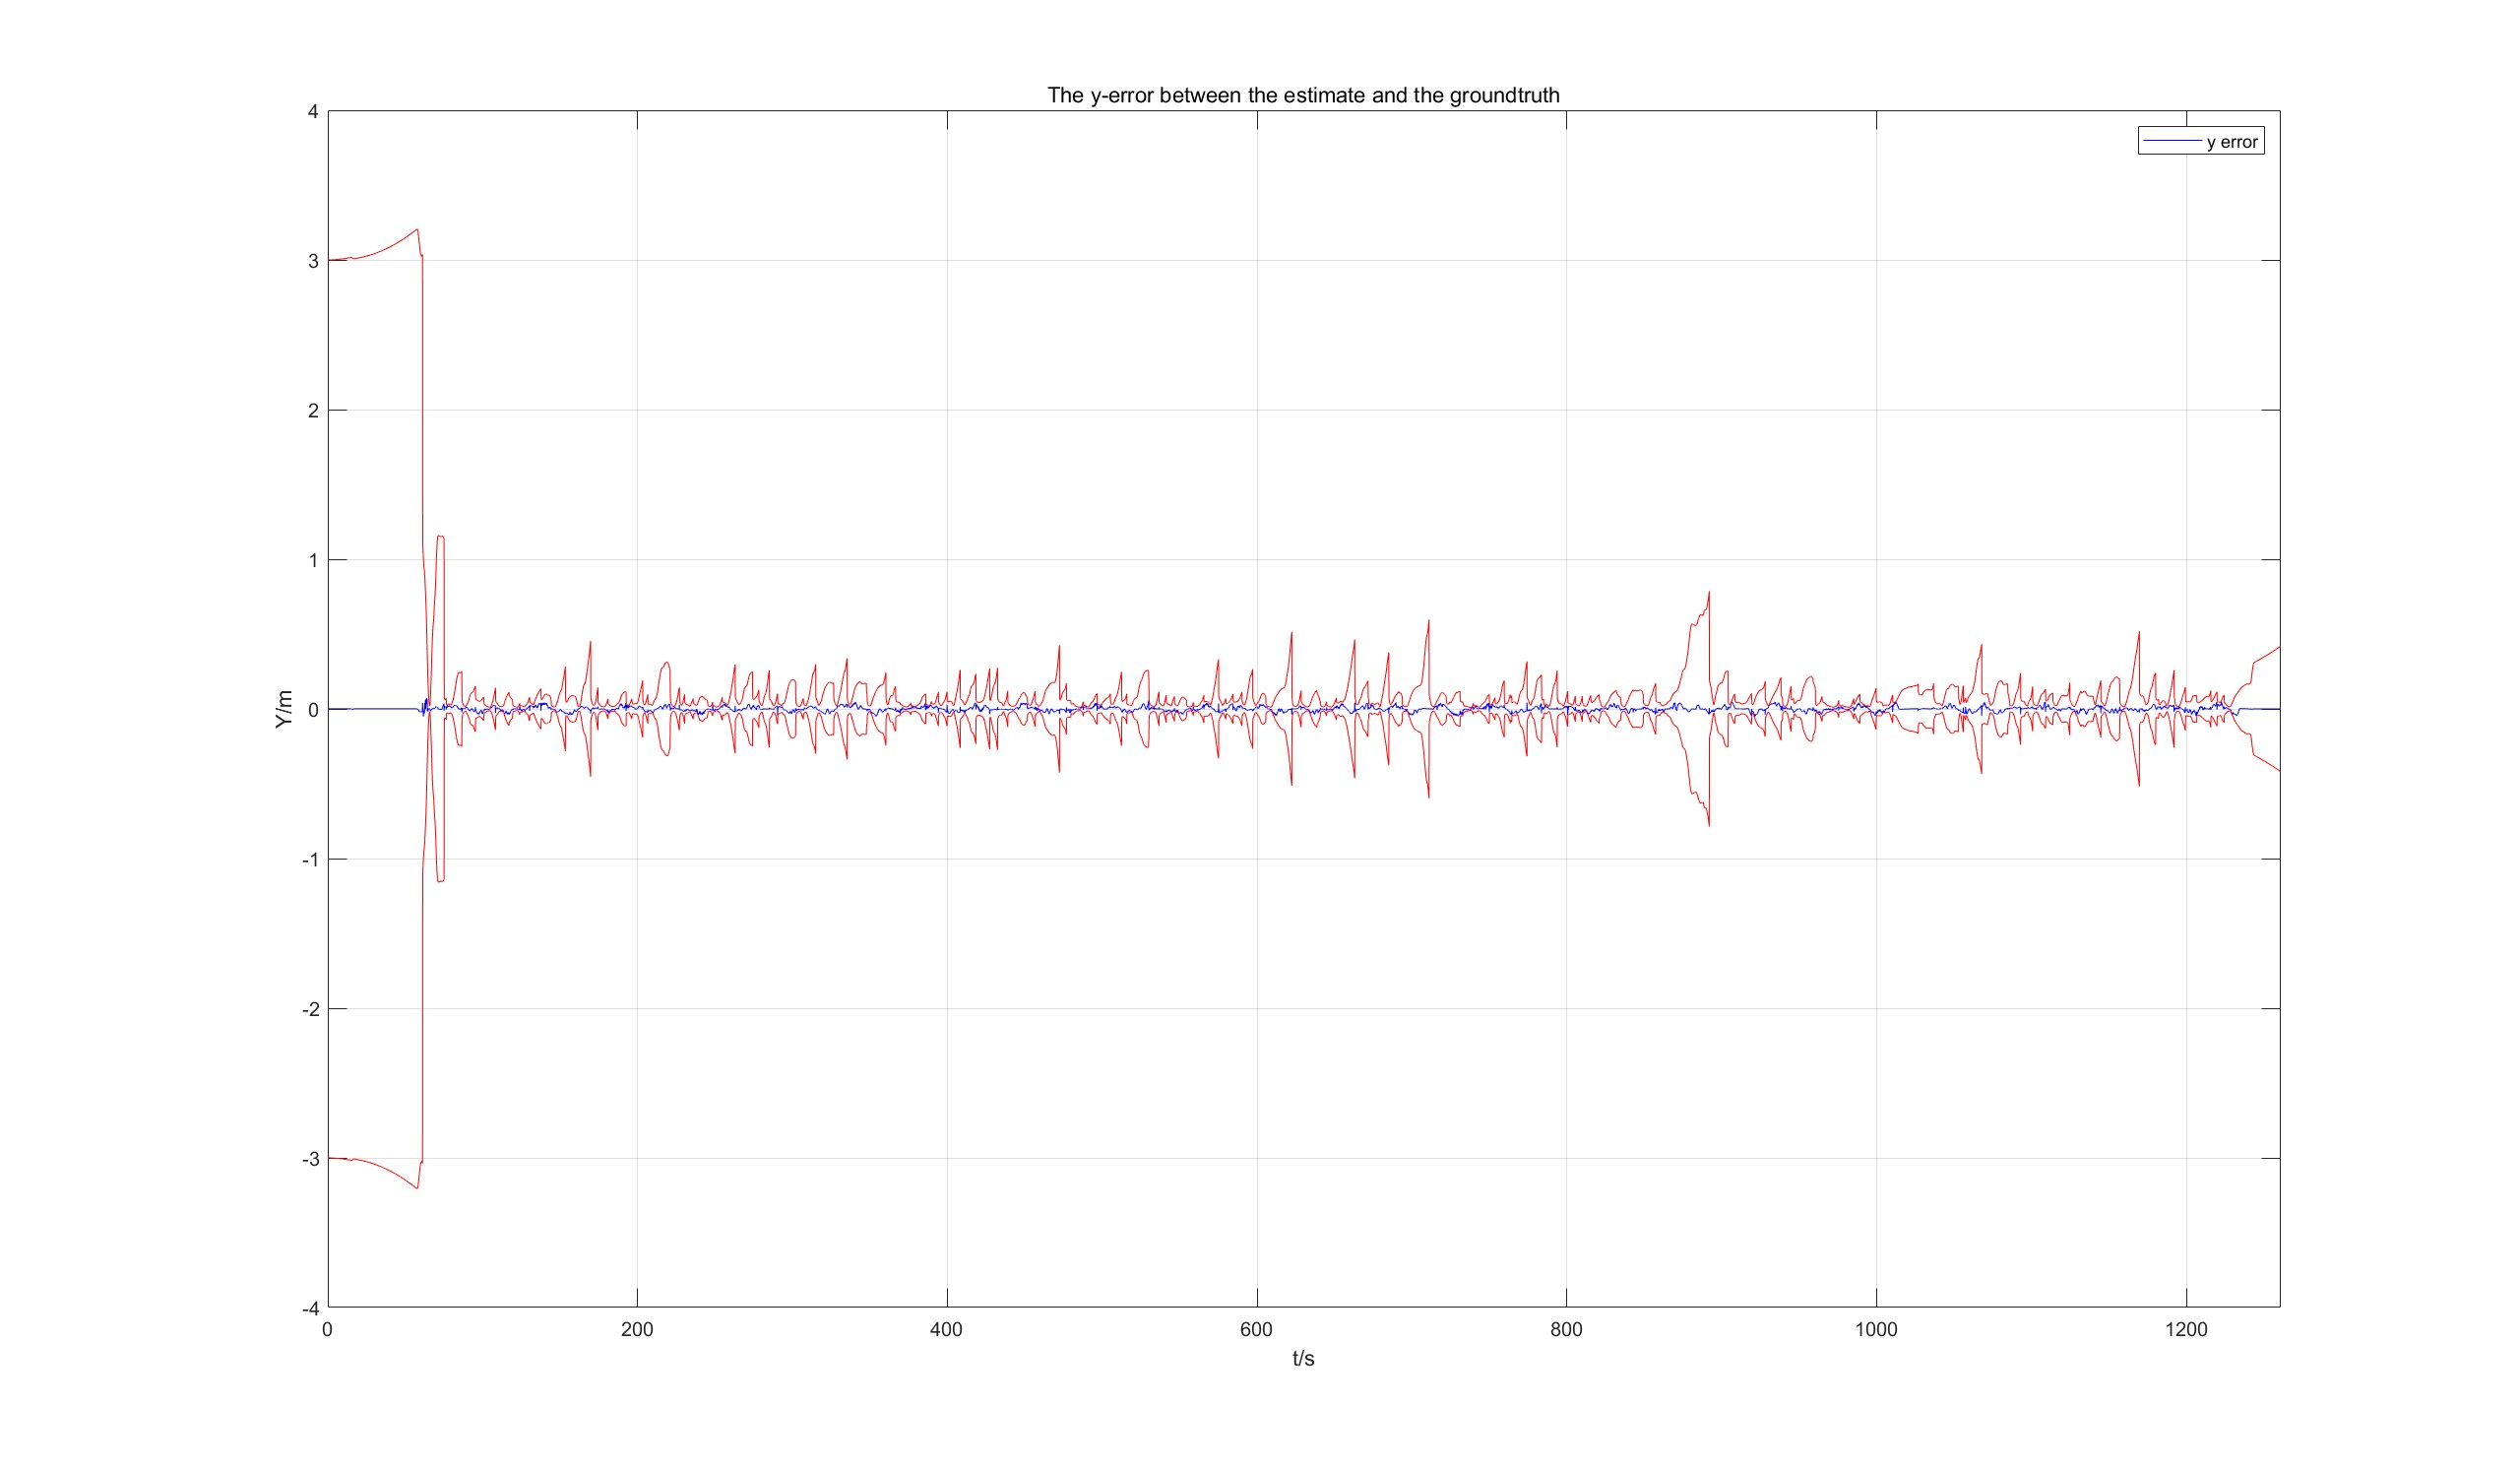 The y-error between the estimate and the groundtruth
y error
4
3
2
1
0
-1
-2
-3
-4
Y/m
0 200 400 600 800 1000 1200
t/s